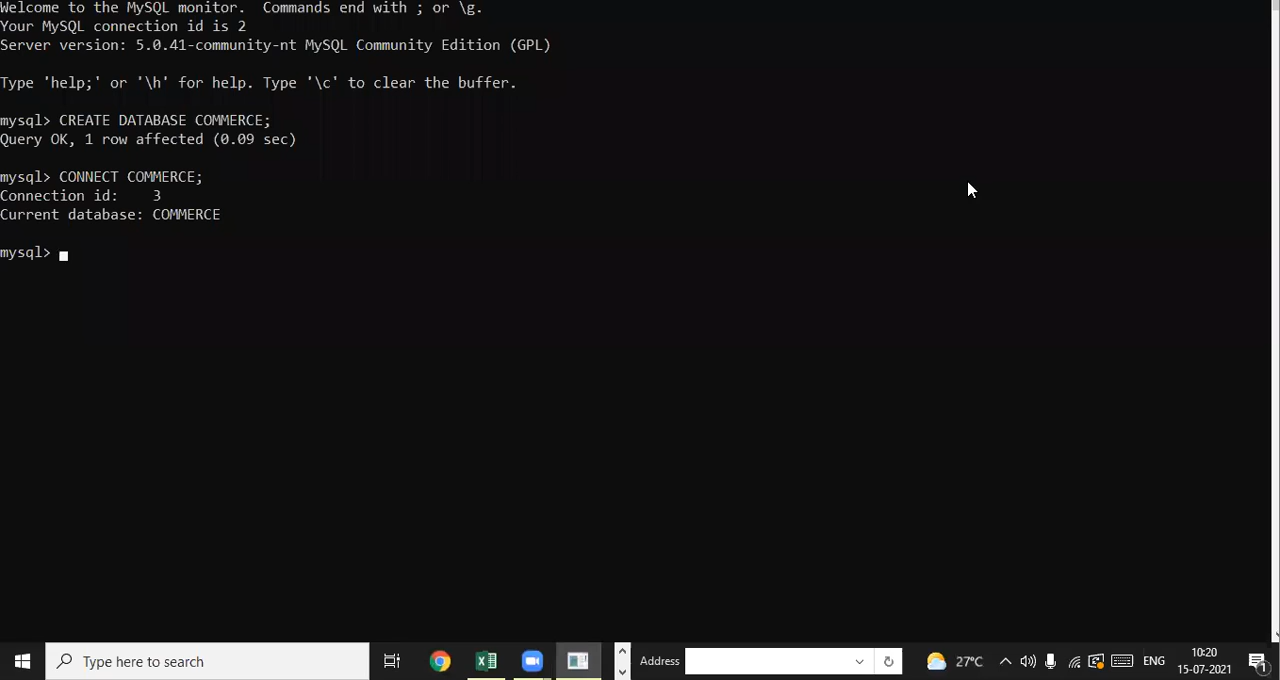 Welcome to the MySQL monitor.  Commands end with ; or \g.
Your MySQL connection id is 2
Server version: 5.0.41-community-nt MySQL Community Edition (GPL)
Type 'help;' or '\h' for help. Type '\c' to clear the buffer.
mysql> CREATE DATABASE COMMERCE;
Query OK, 1 row affected (0.09 sec)
mysql> CONNECT COMMERCE;
Connection id:    3
Current database: COMMERCE
mysql>
Type here to search
Address
27°C
ENG
10:20
15-07-2021
1